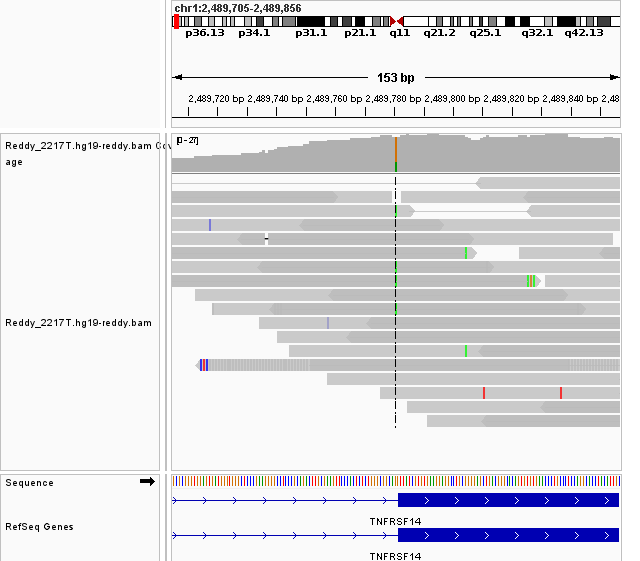 chr1:2,489,705-2,489,856
p36.13 p34.1 p31.1 p21.1 q11 q21.2 q25.1 q32.1 q42.13
153 bp
2,489,720 bp 2,489,740 bp 2,489,760 bp 2,489,780 bp 2,489,800 bp 2,489,820 bp 2,489,840 bp 2,48
[0 - 27]
Reddy_2217T.hg19-reddy.bam Cov
age
Reddy_2217T.hg19-reddy.bam
Sequence
TNFRSF14
RefSeq Genes
TNFRSF14